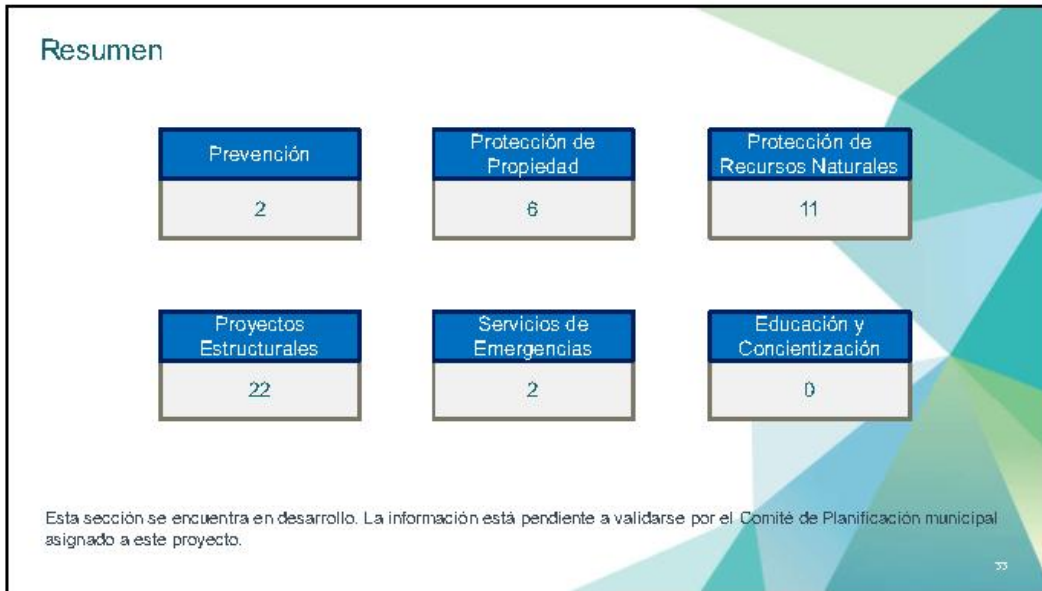 Resumen
Prevención
2
Protección de
Propiedad
6
Protección de
Recursos Naturales
11
Proyectos
Estructurales
22
Servicios de
Emergencias
2
Educación y
Concientización
0
Esta sección se encuentra en desarrollo. La información está pendiente a validarse por el Comité de Planificación municipal
asignado a este proyecto.
33